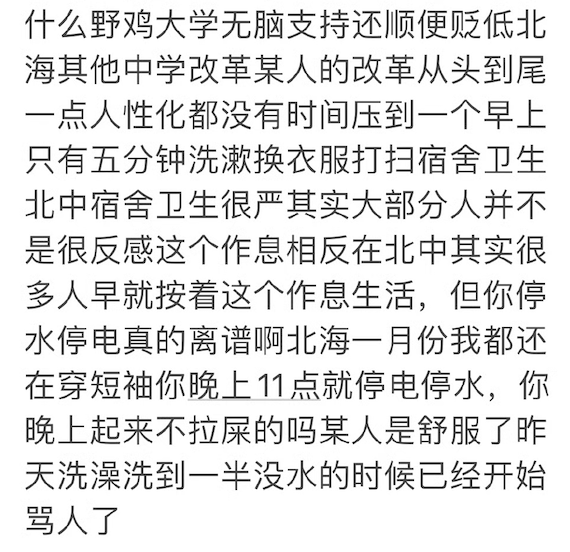 什么野鸡大学无脑支持还顺便贬低北
海其他中学改革某人的改革从头到尾
一点人性化都没有时间压到一个早上
只有五分钟洗漱换衣服打扫宿舍卫生
北中宿舍卫生很严其实大部分人并不
是很反感这个作息相反在北中其实很
多人早就按着这个作息生活，但你停
水停电真的离谱啊北海一月份我都还
在穿短袖你晚上11点就停电停水，你
晚上起来不拉屎的吗某人是舒服了昨
天洗澡洗到一半没水的时候已经开始
骂人了